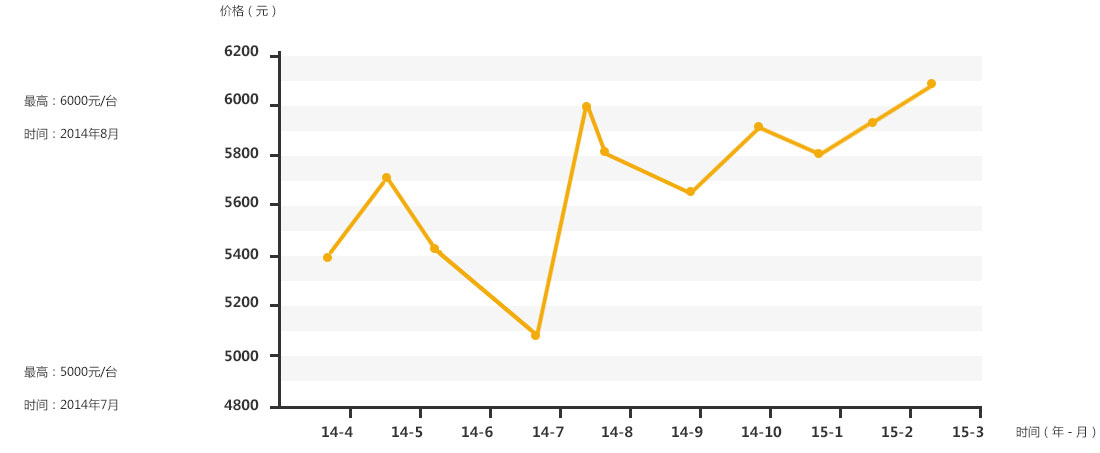 价格 ( 元 )
最高 : 6000元/台
时间 : 2014年8月
最高 : 5000元/台
时间 : 2014年7月
6200
6000
5800
5600
5400
5200
5000
4800
14-4 14-5 14-6 14-7 14-8 14-9 14-10 15-1 15-2 15-3
时间 ( 年 - 月 )